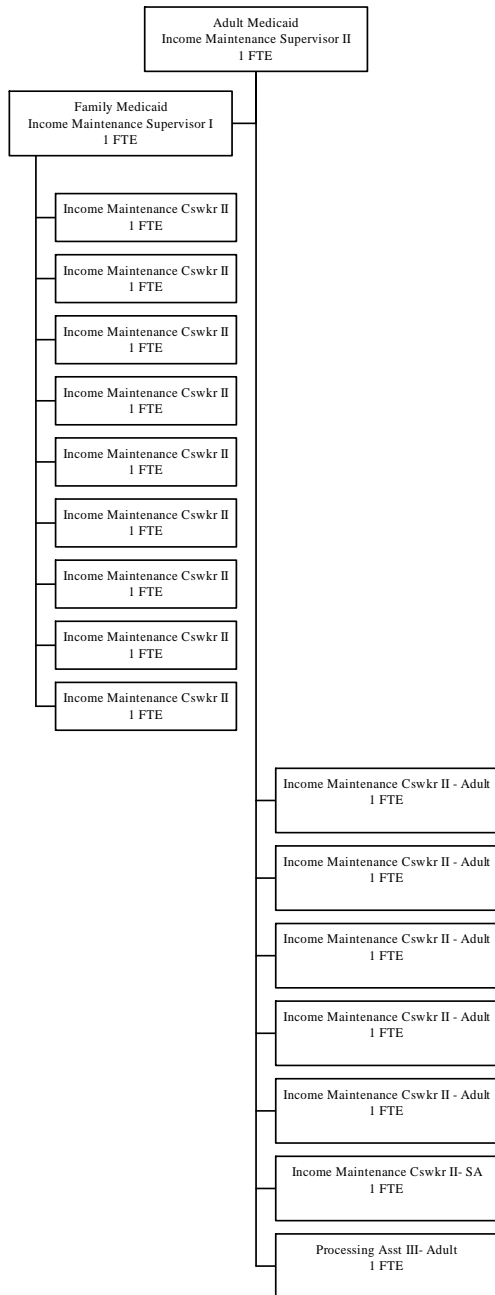 Adult Medicaid
Income Maintenance Supervisor II
1 FTE
Family Medicaid
Income Maintenance Supervisor I
1 FTE
Income Maintenance Cswkr II
1 FTE
Income Maintenance Cswkr II
1 FTE
Income Maintenance Cswkr II
1 FTE
Income Maintenance Cswkr II
1 FTE
Income Maintenance Cswkr II
1 FTE
Income Maintenance Cswkr II
1 FTE
Income Maintenance Cswkr II
1 FTE
Income Maintenance Cswkr II
1 FTE
Income Maintenance Cswkr II
1 FTE
Income Maintenance Cswkr II - Adult
1 FTE
Income Maintenance Cswkr II - Adult
1 FTE
Income Maintenance Cswkr II - Adult
1 FTE
Income Maintenance Cswkr II - Adult
1 FTE
Income Maintenance Cswkr II - Adult
1 FTE
Income Maintenance Cswkr II- SA
1 FTE
Processing Asst III- Adult
1 FTE